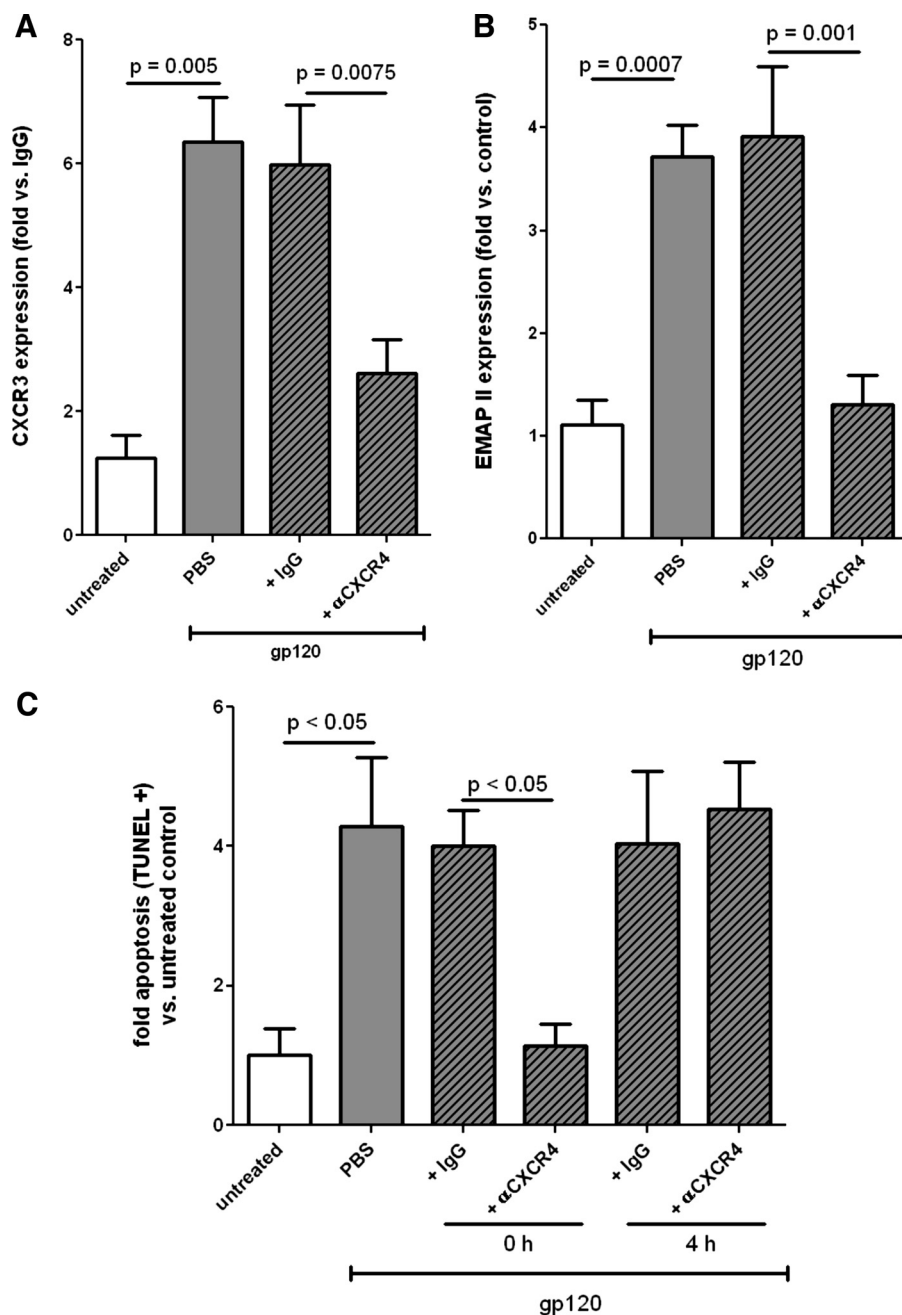 A
8
6
4
2
0
CXCR3 expression (fold vs. IgG)
p = 0.005
p = 0.0075
untreated
PBS
+ IgG
+ αCXCR4
gp120
B
5
4
3
2
1
0
EMAP II expression (fold vs. control)
p = 0.0007
p = 0.001
untreated
PBS
+ IgG
+ αCXCR4
gp120
C
6
4
2
0
fold apoptosis (TUNEL +)
vs. untreated control
p < 0.05
p < 0.05
untreated
PBS
+ IgG
+ αCXCR4
+ IgG
+ αCXCR4
0 h
4 h
gp120